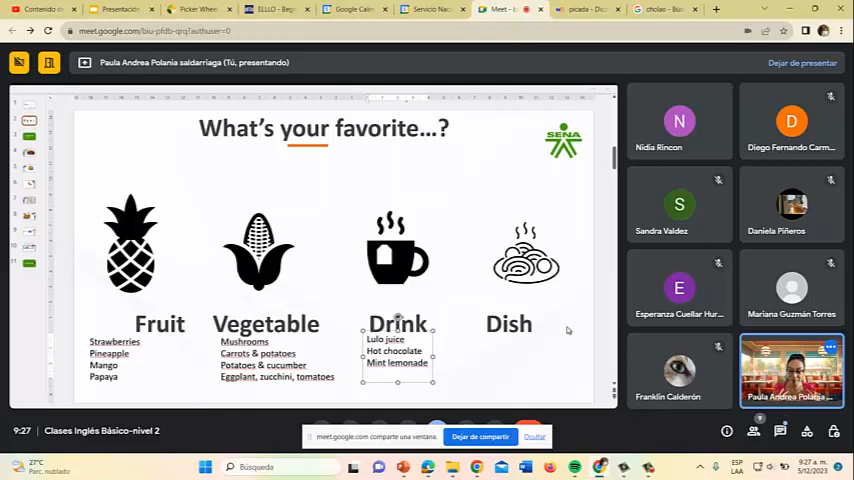 Contenido de
Presentación
Picker Whee
ELLLO - Beg
Google Cale
Servicio Nac
Meet - b
picada - Dic
cholao - Bús
meet.google.com/biu-pfdb-qrq?authuser=0
Paula Andrea Polania saldarriaga (Tú, presentando)
Dejar de presentar
What's your favorite...?
SENA
Fruit
Vegetable
Drink
Dish
Strawberries
Pineapple
Mango
Papaya
Mushrooms
Carrots & potatoes
Potatoes & cucumber
Eggplant, zucchini, tomatoes
Lulo juice
Hot chocolate
Mint lemonade
N
Nidia Rincon
D
Diego Fernando Carm...
S
Sandra Valdez
Daniela Piñeros
E
Esperanza Cuellar Hur...
Mariana Guzmán Torres
Franklin Calderón
Paula Andrea Polania ...
9:27
Clases Inglés Básico-nivel 2
9
meet.google.com comparte una ventana.
Dejar de compartir
Ocultar
27°C
Parc. nublado
Búsqueda
ESP
LAA
9:27 a. m.
5/12/2023